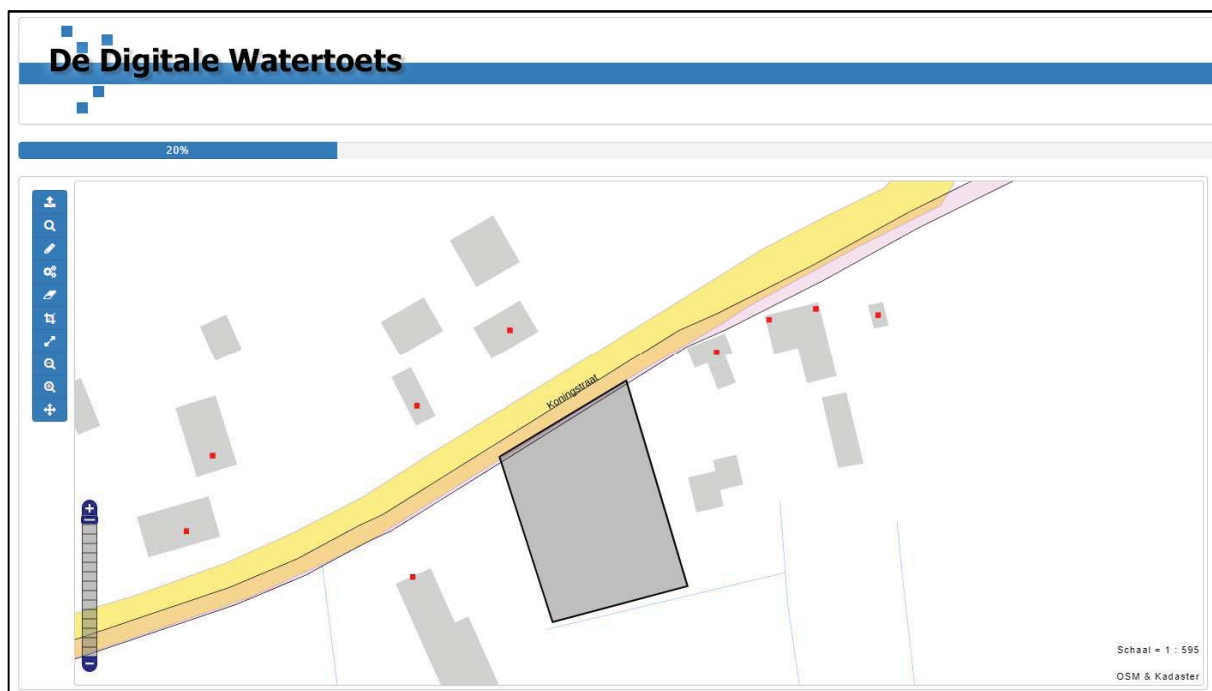 De Digitale Watertoets
20%
Koningstraat
Schaal = 1 : 595
OSM & Kadaster